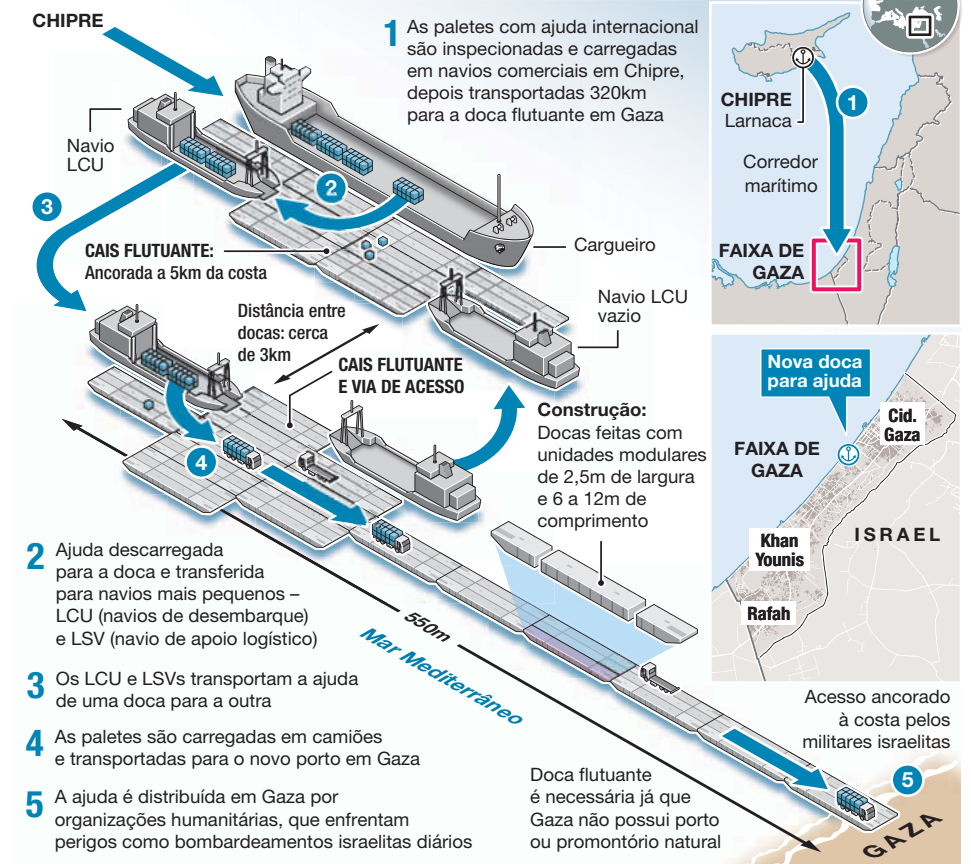 CHIPRE
1
As paletes com ajuda internacional
são inspecionadas e carregadas
em navios comerciais em Chipre,
depois transportadas 320km
para a doca flutuante em Gaza
Navio
LCU
2
3
CAIS FLUTUANTE:
Ancorada a 5km da costa
Cargueiro
Distância entre
docas: cerca
de 3km
Navio LCU
vazio
CAIS FLUTUANTE
E VIA DE ACESSO
4
Construção:
Docas feitas com
unidades modulares
de 2,5m de largura
e 6 a 12m de
comprimento
550m
Mar Mediterrâneo
2
Ajuda descarregada
para a doca e transferida
para navios mais pequenos –
LCU (navios de desembarque)
e LSV (navio de apoio logístico)
3
Os LCU e LSVs transportam a ajuda
de uma doca para a outra
4
As paletes são carregadas em camiões
e transportadas para o novo porto em Gaza
5
A ajuda é distribuída em Gaza por
organizações humanitárias, que enfrentam
perigos como bombardeamentos israelitas diários
Doca flutuante
é necessária já que
Gaza não possui porto
ou promontório natural
Acesso ancorado
à costa pelos
militares israelitas
5
GAZA
CHIPRE
Larnaca
1
Corredor
marítimo
FAIXA DE
GAZA
Nova doca
para ajuda
Cid.
Gaza
FAIXA DE
GAZA
ISRAEL
Khan
Younis
Rafah